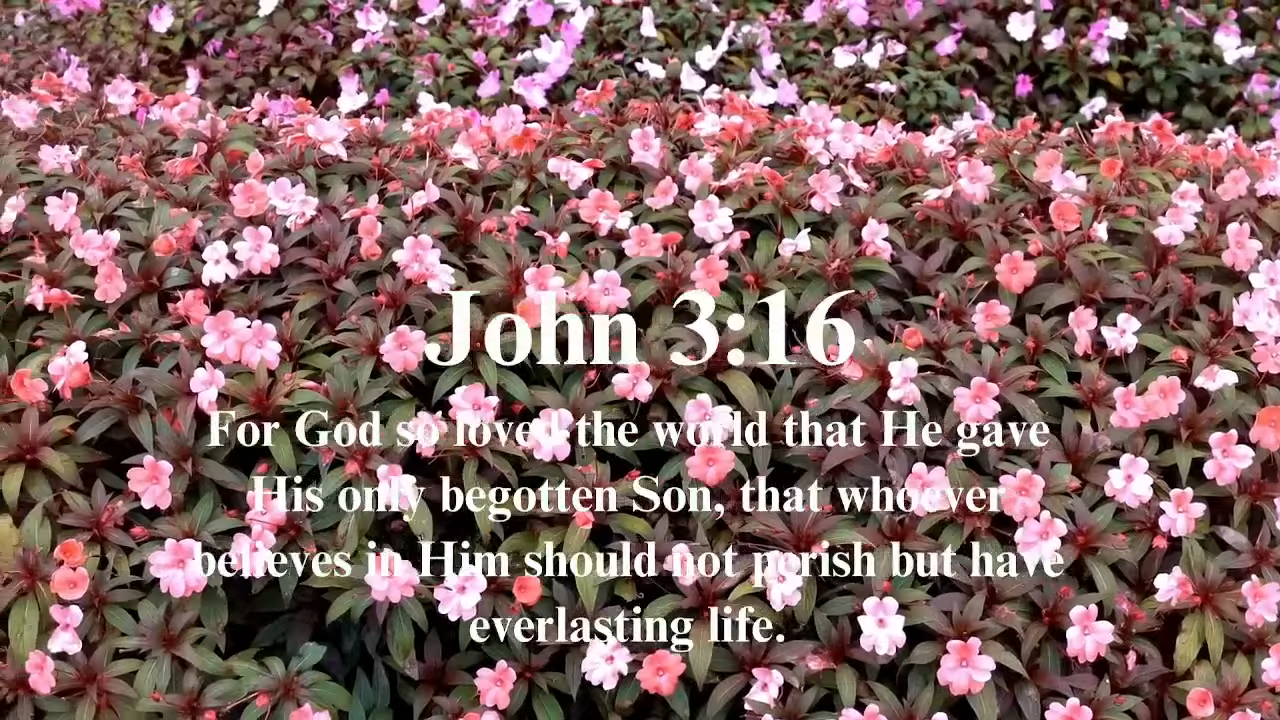 John 3:16
For God so loved the world that He gave
His only begotten Son, that whoever
believes in Him should not perish but have
everlasting life.